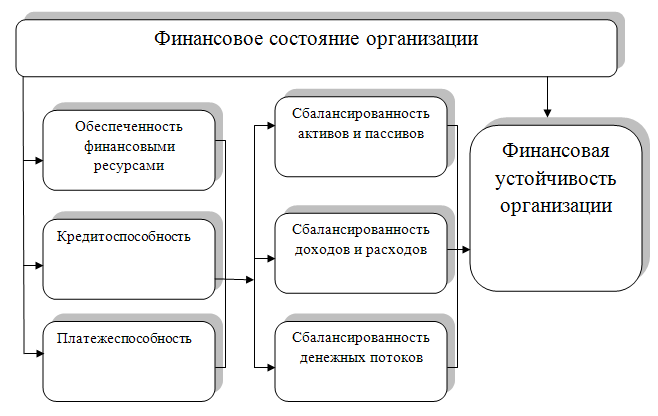 Финансовое состояние организации
Обеспеченность
финансовыми
ресурсами
Кредитоспособность
Платежеспособность
Сбалансированность
активов и пассивов
Сбалансированность
доходов и расходов
Сбалансированность
денежных потоков
Финансовая
устойчивость
организации